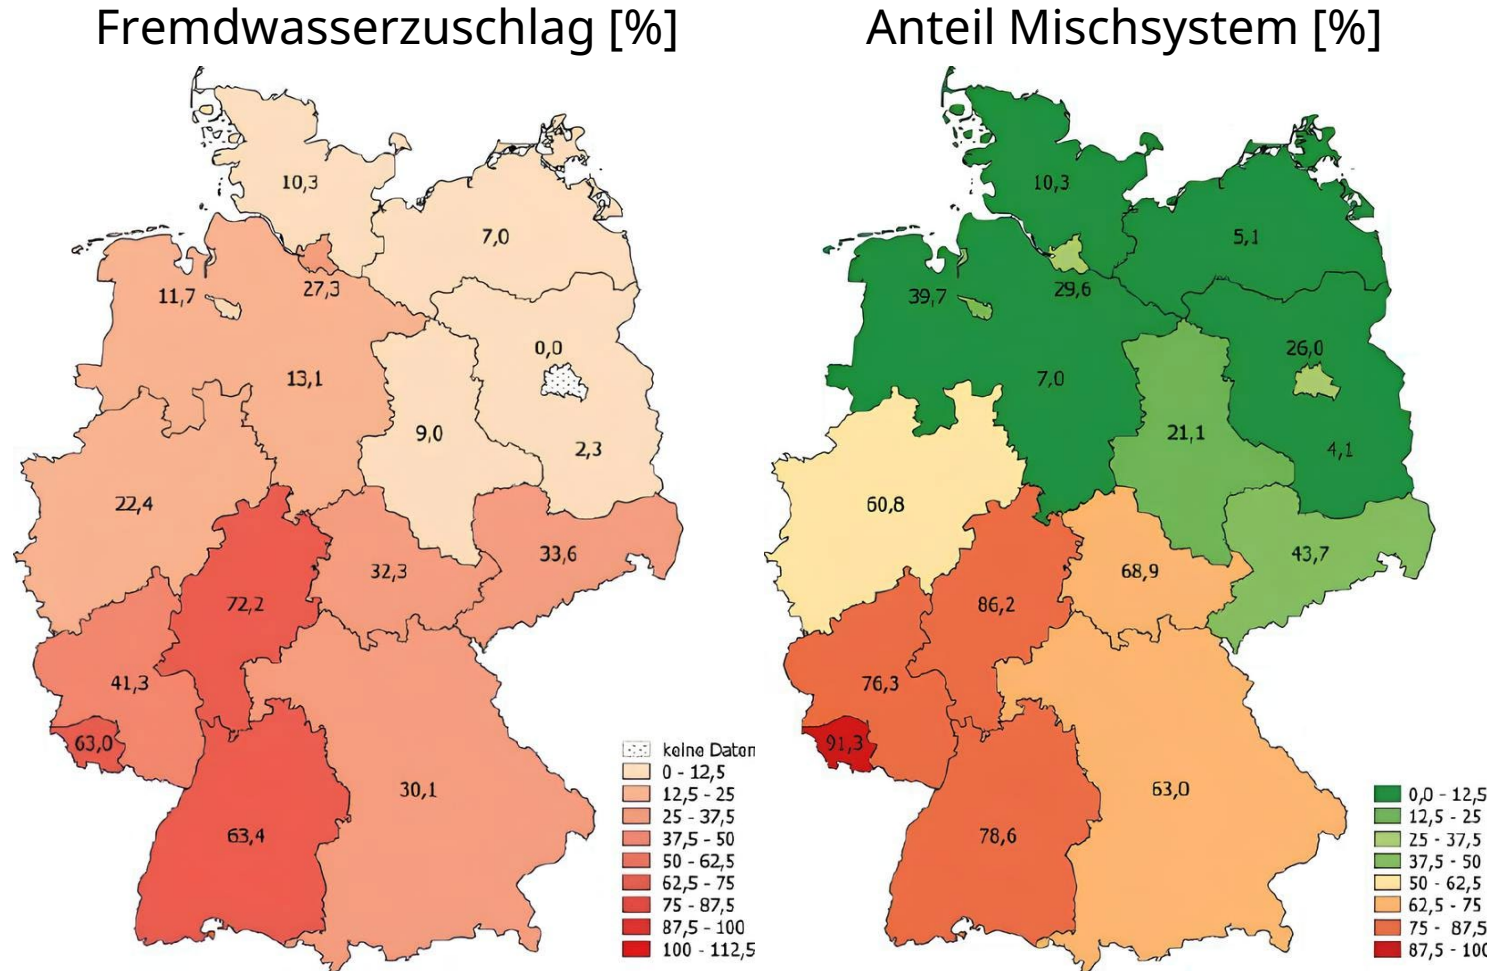 Fremdwasserzuschlag [%]
10,3
7,0
11,7
27,3
0,0
13,1
9,0
2,3
22,4
33,6
32,3
72,2
41,3
63,0
30,1
63,4
keine Daten
0 - 12,5
12,5 - 25
25 - 37,5
37,5 - 50
50 - 62,5
62,5 - 75
75 - 87,5
87,5 - 100
100 - 112,5
Anteil Mischsystem [%]
10,3
5,1
39,7
29,6
26,0
7,0
21,1
4,1
60,8
43,7
68,9
86,2
76,3
91,3
63,0
78,6
0,0 - 12,5
12,5 - 25
25 - 37,5
37,5 - 50
50 - 62,5
62,5 - 75
75 - 87,5
87,5 - 100